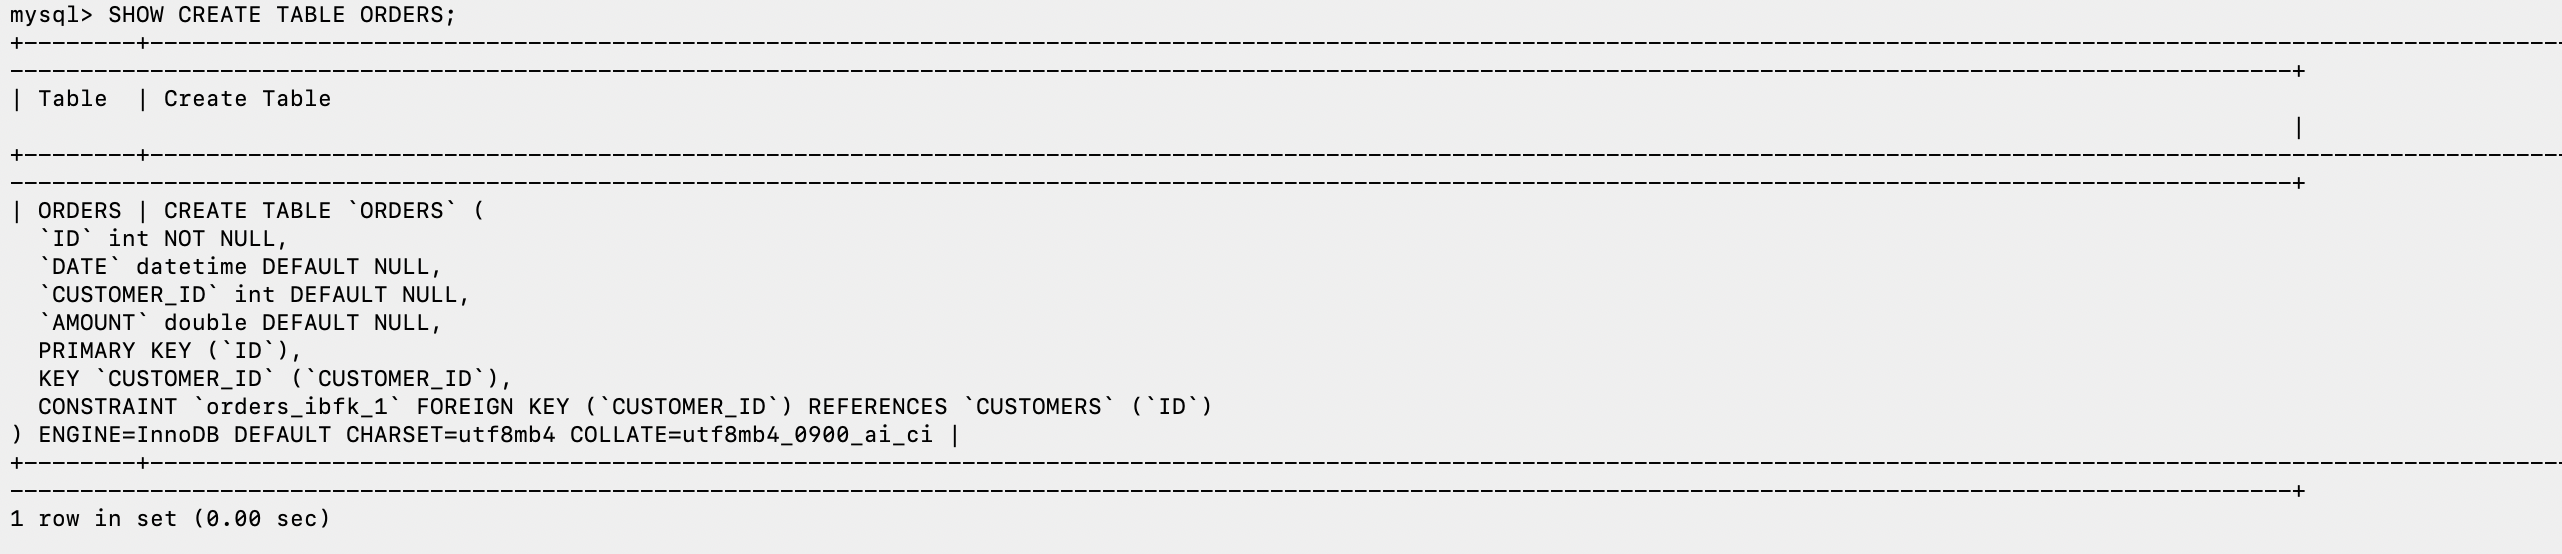 mysql> SHOW CREATE TABLE ORDERS;
+--------+------------------------------------------------------------------------------------------------------------------------------------------------------------------------------
--------------------------------------------------------------------------------------------------------------------------------------------------------------------+
| Table  | Create Table
                                                                                                                                                                    |
+--------+------------------------------------------------------------------------------------------------------------------------------------------------------------------------------
--------------------------------------------------------------------------------------------------------------------------------------------------------------------+
| ORDERS | CREATE TABLE `ORDERS` (
  `ID` int NOT NULL,
  `DATE` datetime DEFAULT NULL,
  `CUSTOMER_ID` int DEFAULT NULL,
  `AMOUNT` double DEFAULT NULL,
  PRIMARY KEY (`ID`),
  KEY `CUSTOMER_ID` (`CUSTOMER_ID`),
  CONSTRAINT `orders_ibfk_1` FOREIGN KEY (`CUSTOMER_ID`) REFERENCES `CUSTOMERS` (`ID`)
) ENGINE=InnoDB DEFAULT CHARSET=utf8mb4 COLLATE=utf8mb4_0900_ai_ci |
+--------+------------------------------------------------------------------------------------------------------------------------------------------------------------------------------
--------------------------------------------------------------------------------------------------------------------------------------------------------------------+
1 row in set (0.00 sec)